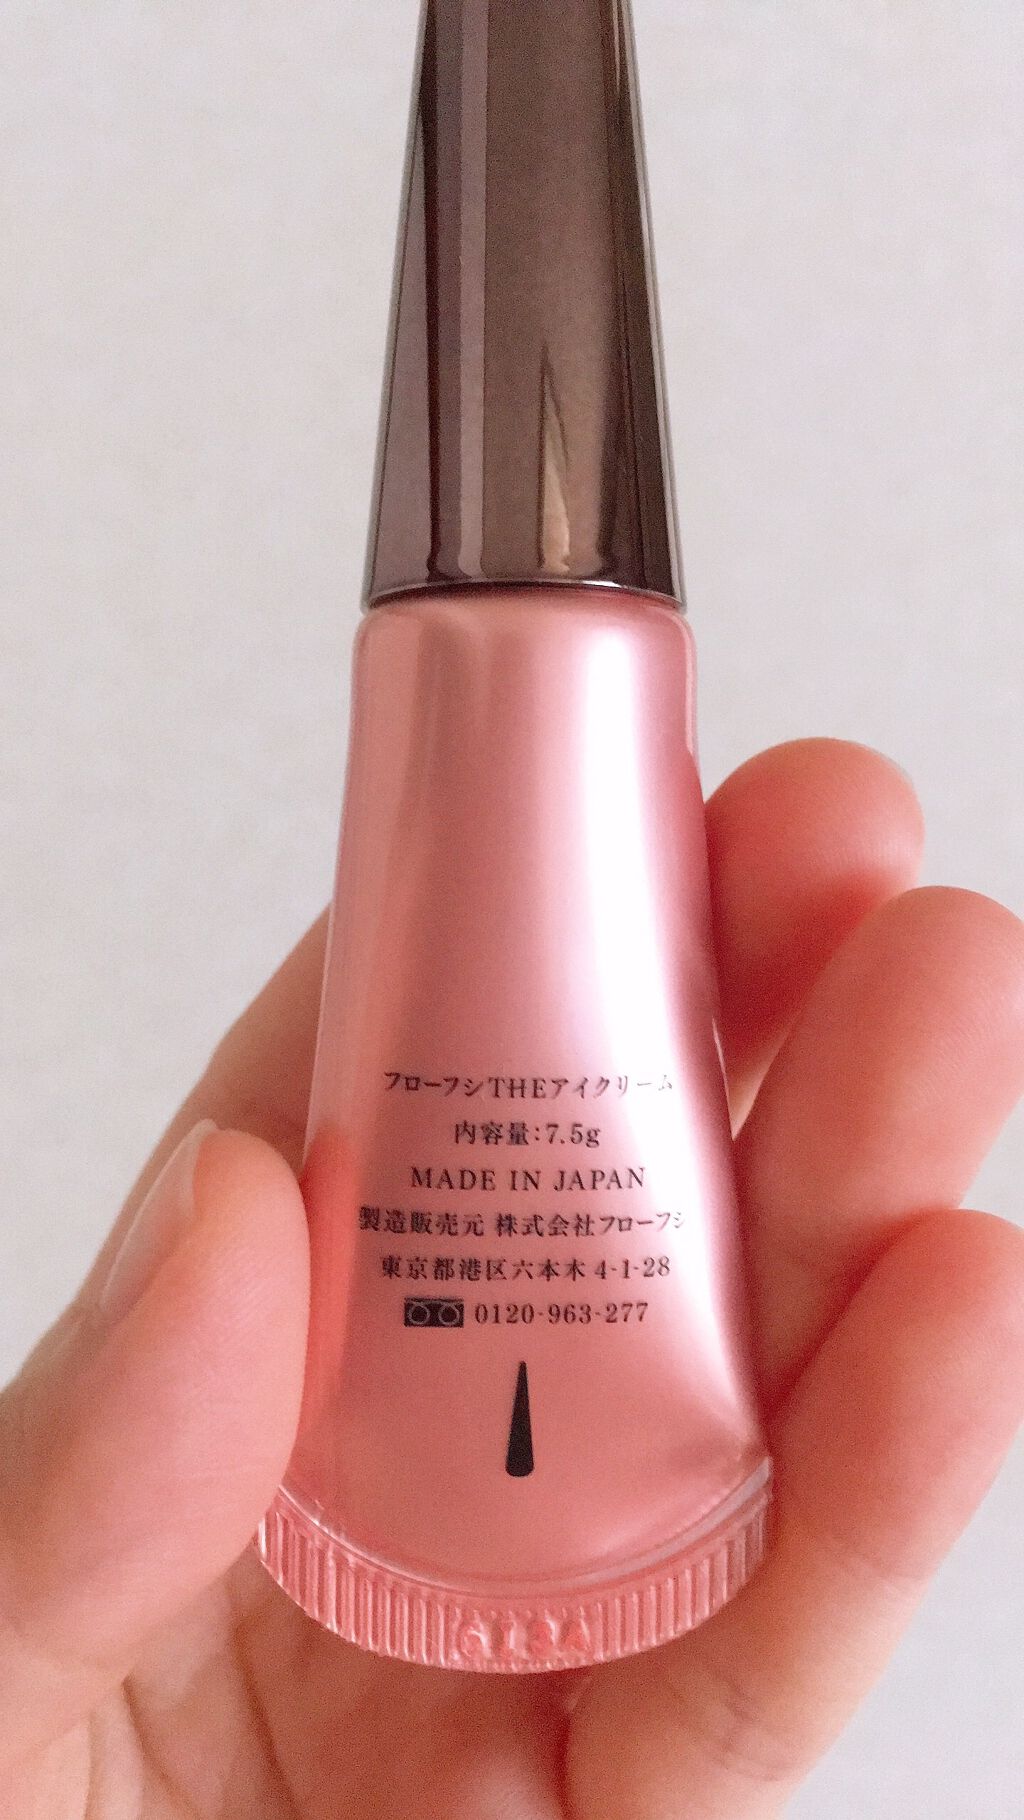 フローフシTHEアイクリーム
内容量:7.5g
MADE IN JAPAN
製造販売元 株式会社フローフシ
東京都港区六本木 4-1-28
0120-963-277